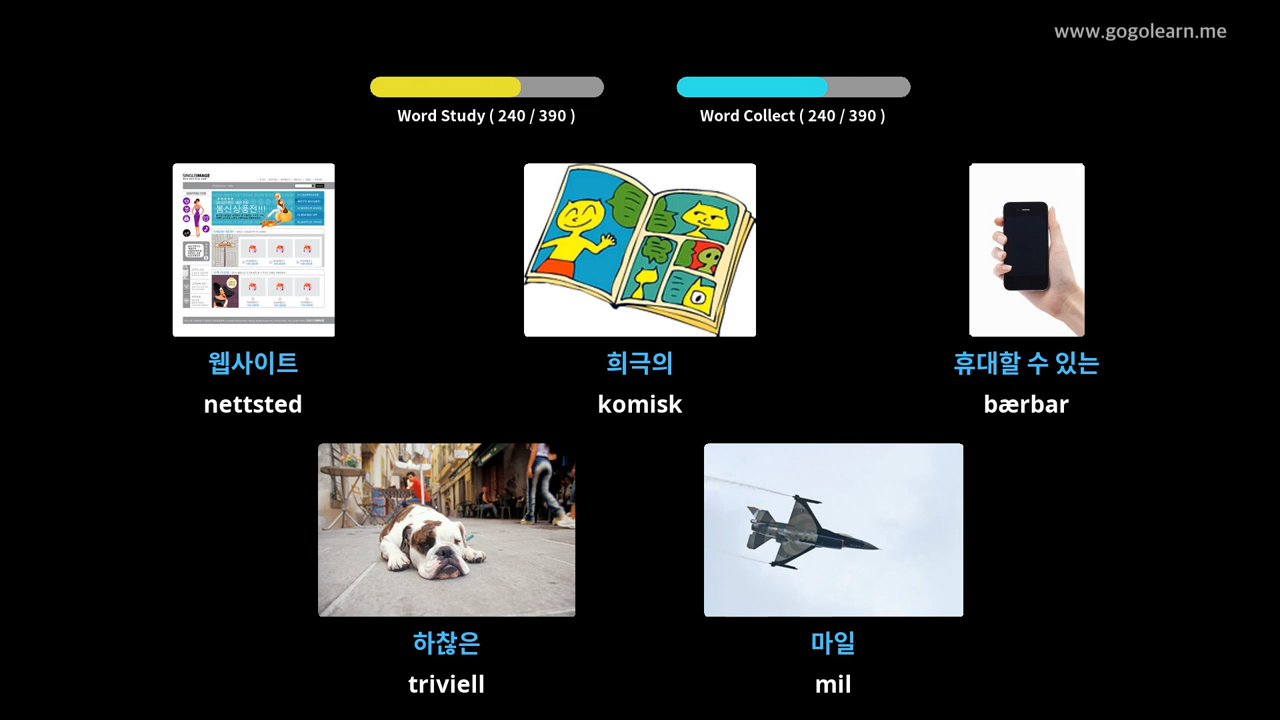 www.gogolearn.me
Word Study ( 240 / 390 )
Word Collect ( 240 / 390 )
웹사이트
nettsted
희극의
komisk
휴대할 수 있는
bærbar
하찮은
triviell
마일
mil